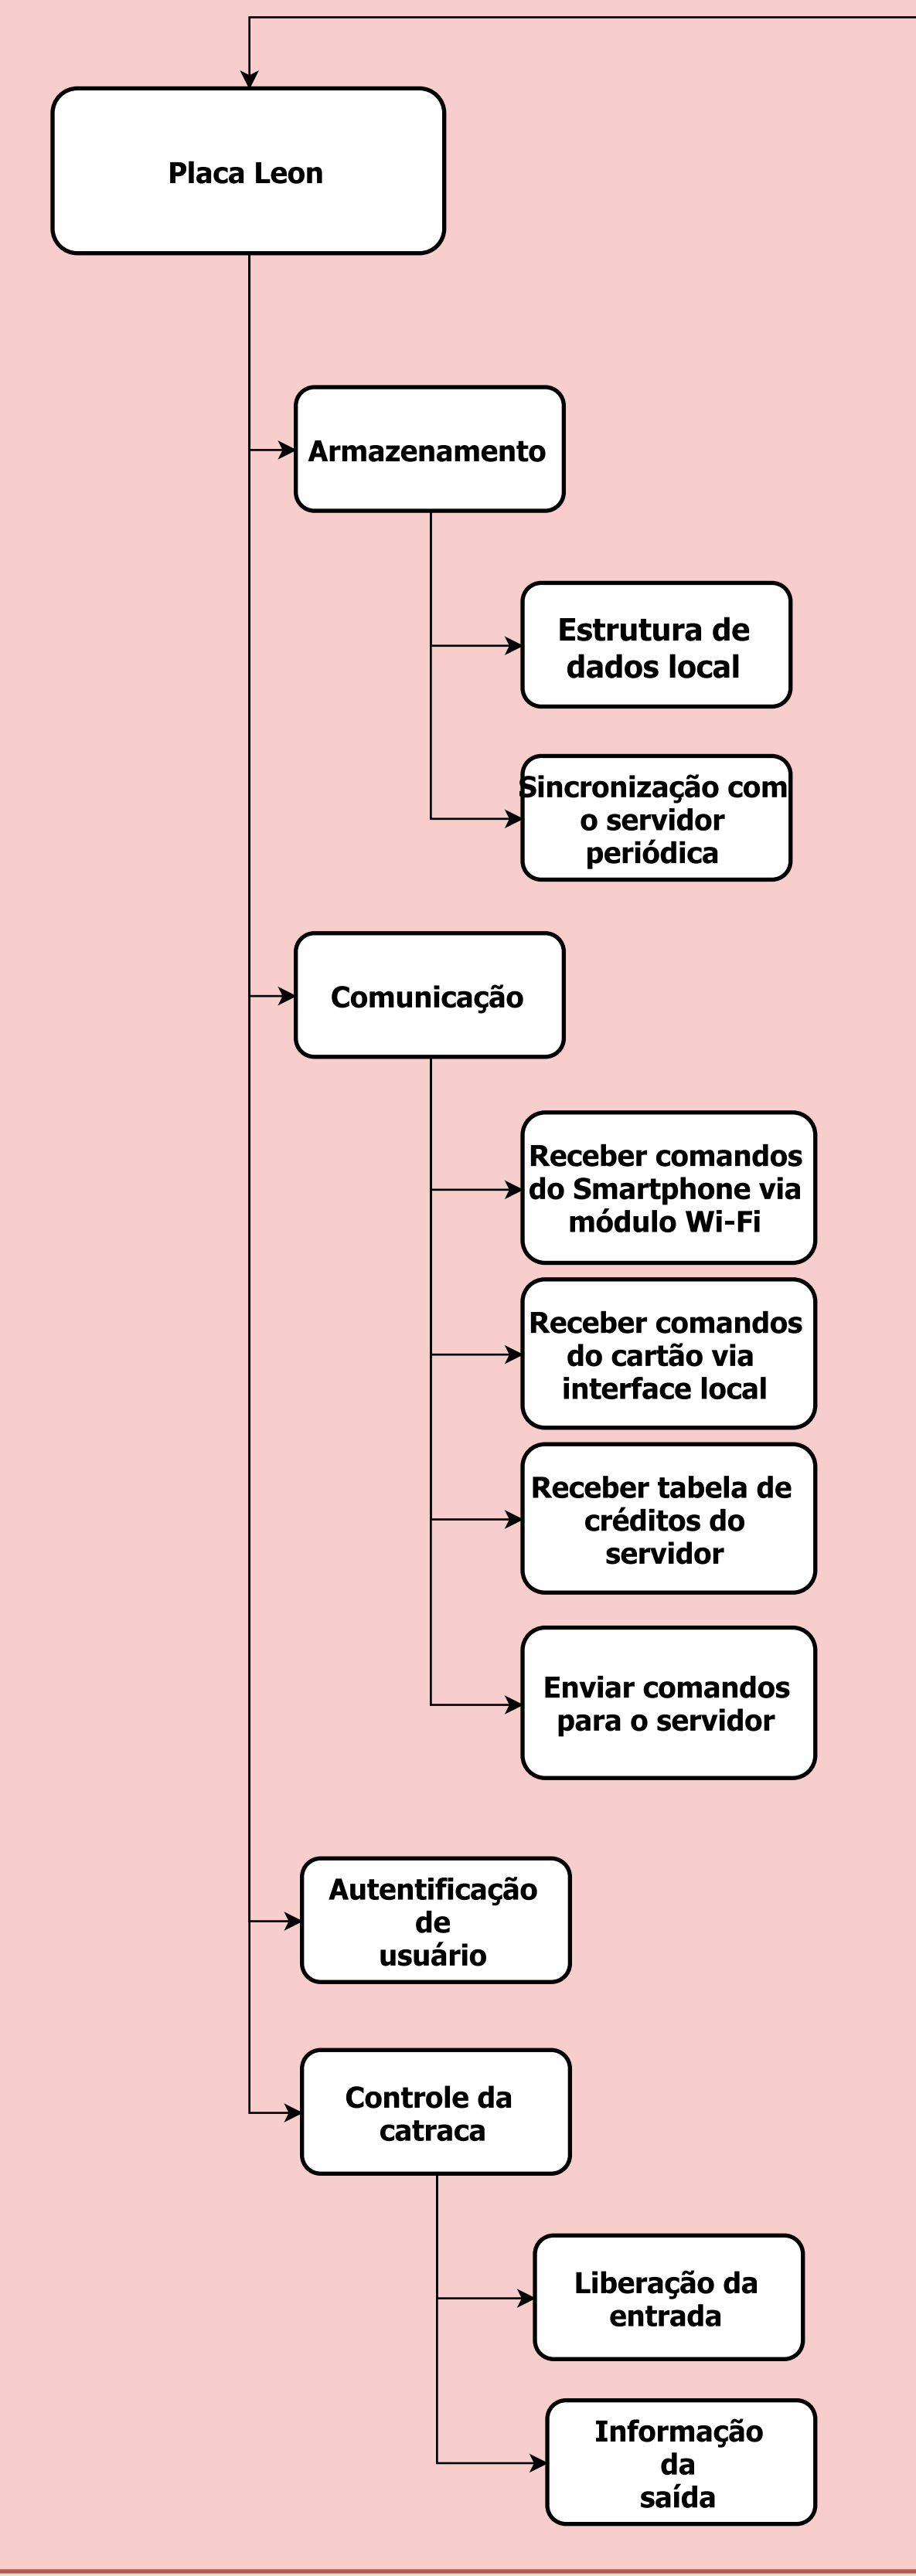 Placa Leon
Armazenamento
Estrutura de
dados local
Sincronização com
o servidor
periódica
Comunicação
Receber comandos
do Smartphone via
módulo Wi-Fi
Receber comandos
do cartão via
interface local
Receber tabela de
créditos do
servidor
Enviar comandos
para o servidor
Autentificação
de
usuário
Controle da
catraca
Liberação da
entrada
Informação
da
saída